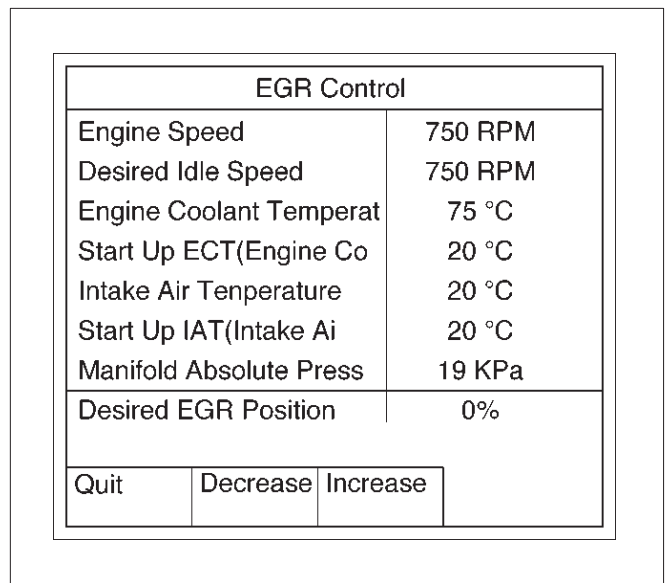 EGR Control
Engine Speed 750 RPM
Desired Idle Speed 750 RPM
Engine Coolant Temperat 75 °C
Start Up ECT(Engine Co 20 °C
Intake Air Tenperature 20 °C
Start Up IAT(Intake Ai 20 °C
Manifold Absolute Press 19 KPa
Desired EGR Position 0%
Quit Decrease Increase